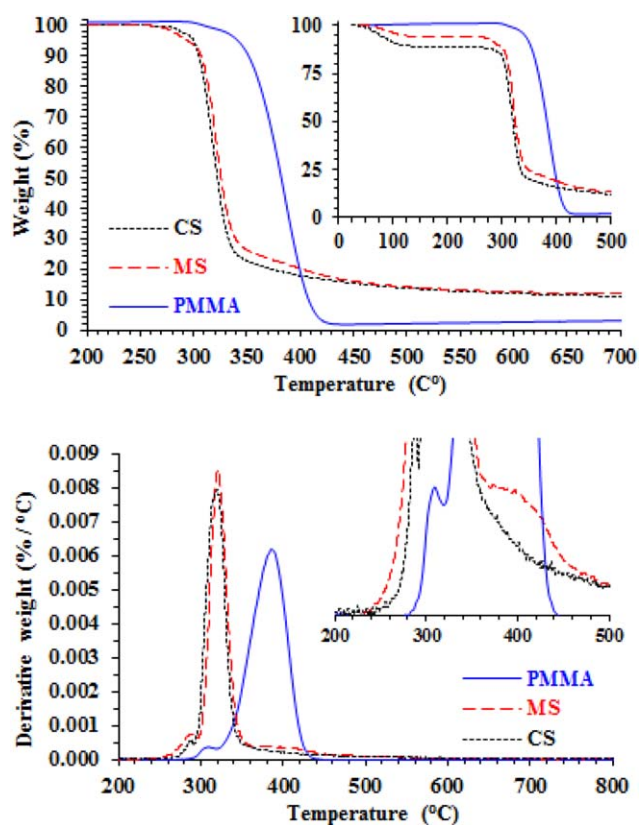 100
90
80
70
60
50
40
30
20
10
0
Weight (%)
200 250 300 350 400 450 500 550 600 650 700
Temperature (C⁰)
CS
MS
PMMA
100
75
50
25
0
0 100 200 300 400 500
0.009
0.008
0.007
0.006
0.005
0.004
0.003
0.002
0.001
0.000
Derivative weight (% / ⁰C)
200 300 400 500 600 700 800
Temperature (⁰C)
200 300 400 500
PMMA
MS
CS